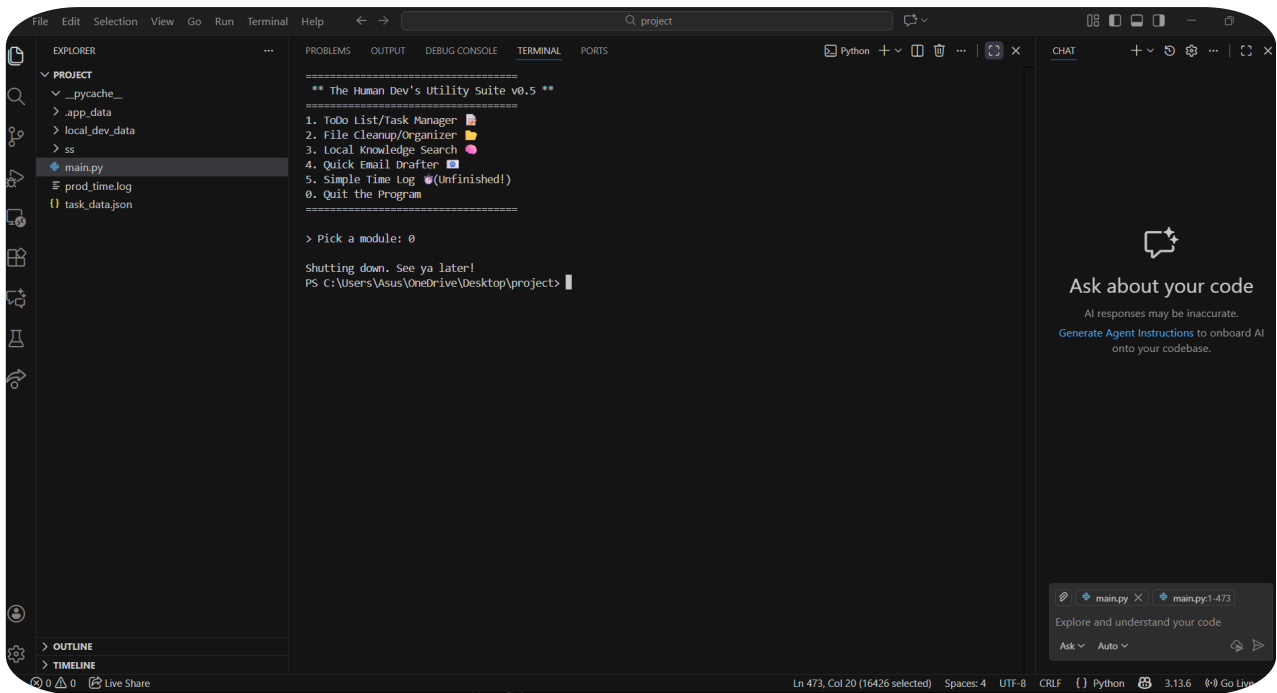 File Edit Selection View Go Run Terminal Help project
EXPLORER
PROJECT
__pycache__
.app_data
local_dev_data
ss
main.py
prod_time.log
{} task_data.json
OUTLINE
TIMELINE
PROBLEMS OUTPUT DEBUG CONSOLE TERMINAL PORTS Python
===================================
** The Human Dev's Utility Suite v0.5 **
===================================
1. ToDo List/Task Manager 📝
2. File Cleanup/Organizer 📂
3. Local Knowledge Search 🧠
4. Quick Email Drafter 📧
5. Simple Time Log ⏱️(Unfinished!)
0. Quit the Program
===================================
> Pick a module: 0
Shutting down. See ya later!
PS C:\Users\Asus\OneDrive\Desktop\project>
CHAT
Ask about your code
AI responses may be inaccurate.
Generate Agent Instructions to onboard AI
onto your codebase.
main.py main.py:1-473
Explore and understand your code
Ask Auto
0 0 Live Share Ln 473, Col 20 (16426 selected) Spaces: 4 UTF-8 CRLF {} Python 3.13.6 Go Live